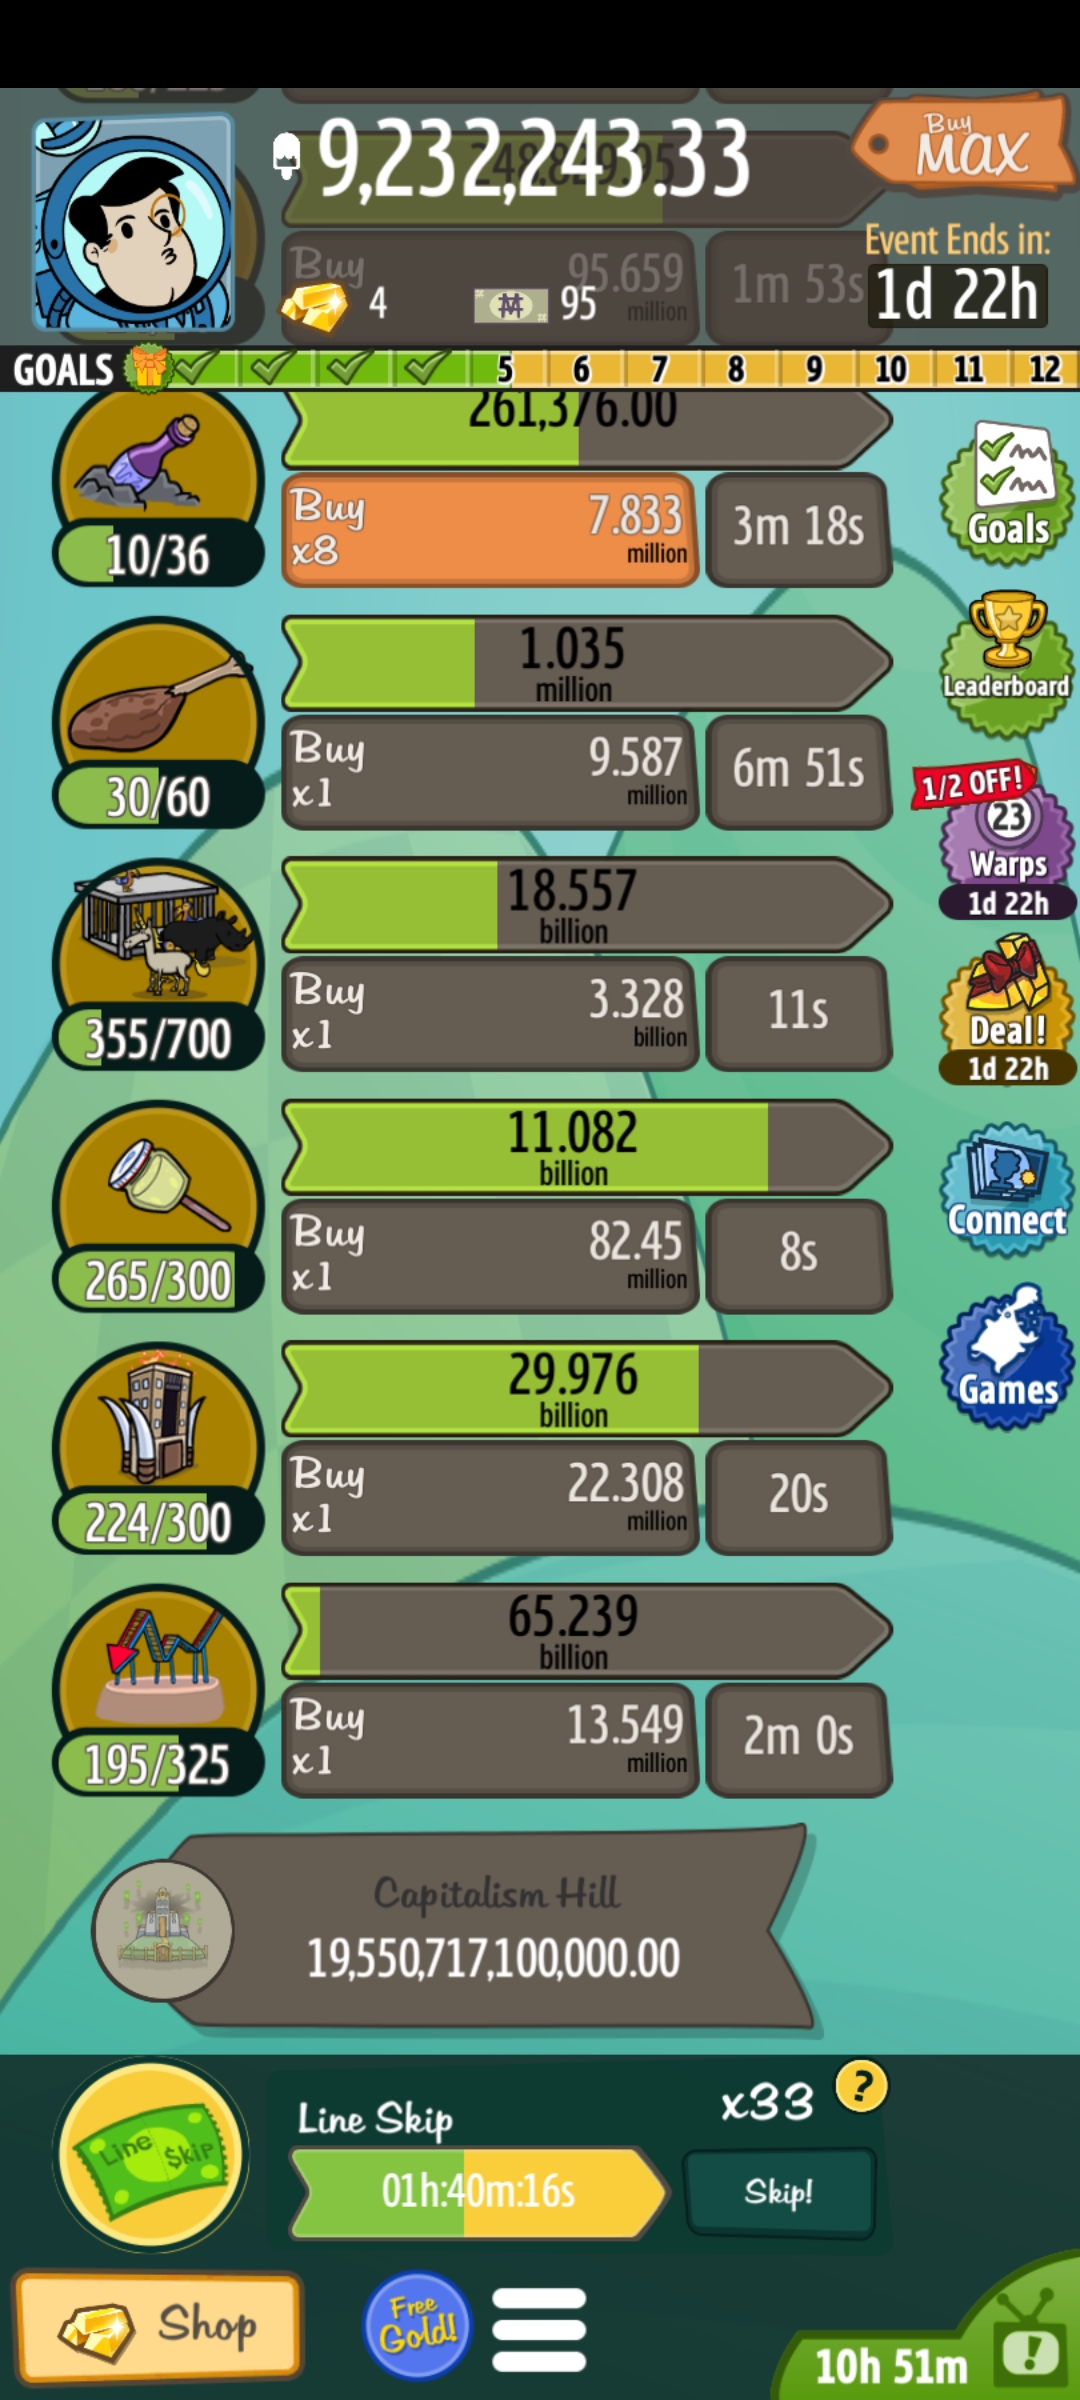 Buy
MAX
9,232,243.33
248,829.95
Event Ends in:
1d 22h
Buy
95.659
million
1m 53s
4
95
GOALS
5
6
7
8
9
10
11
12
261,376.00
10/36
Buy
x8
7.833
million
3m 18s
Goals
1.035
million
30/60
Buy
x1
9.587
million
6m 51s
Leaderboard
1/2 OFF!
23
Warps
1d 22h
18.557
billion
355/700
Buy
x1
3.328
billion
11s
Deal!
1d 22h
11.082
billion
265/300
Buy
x1
82.45
million
8s
Connect
29.976
billion
224/300
Buy
x1
22.308
million
20s
Games
65.239
billion
195/325
Buy
x1
13.549
million
2m 0s
Capitalism Hill
19,550,717,100,000.00
Line $kip
Line Skip
x33
?
01h:40m:16s
Skip!
Shop
Free
Gold!
10h 51m
!